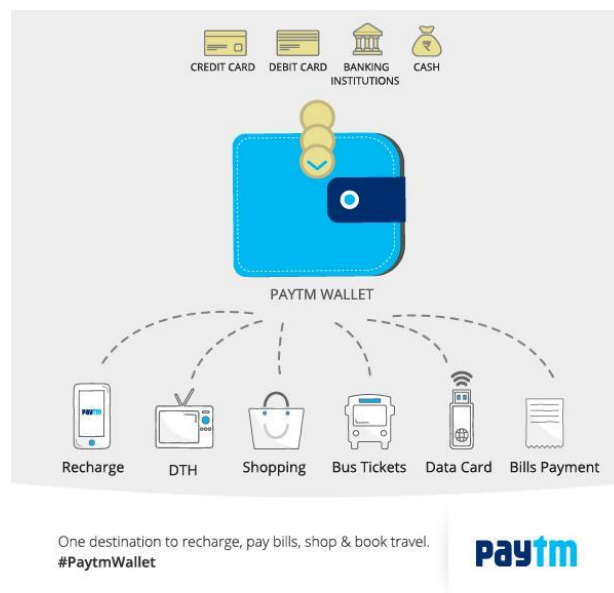 CREDIT CARD
DEBIT CARD
BANKING
INSTITUTIONS
CASH
₹
PAYTM WALLET
paytm
Recharge
DTH
Shopping
Bus Tickets
Data Card
Bills Payment
One destination to recharge, pay bills, shop & book travel.
#PaytmWallet
paytm